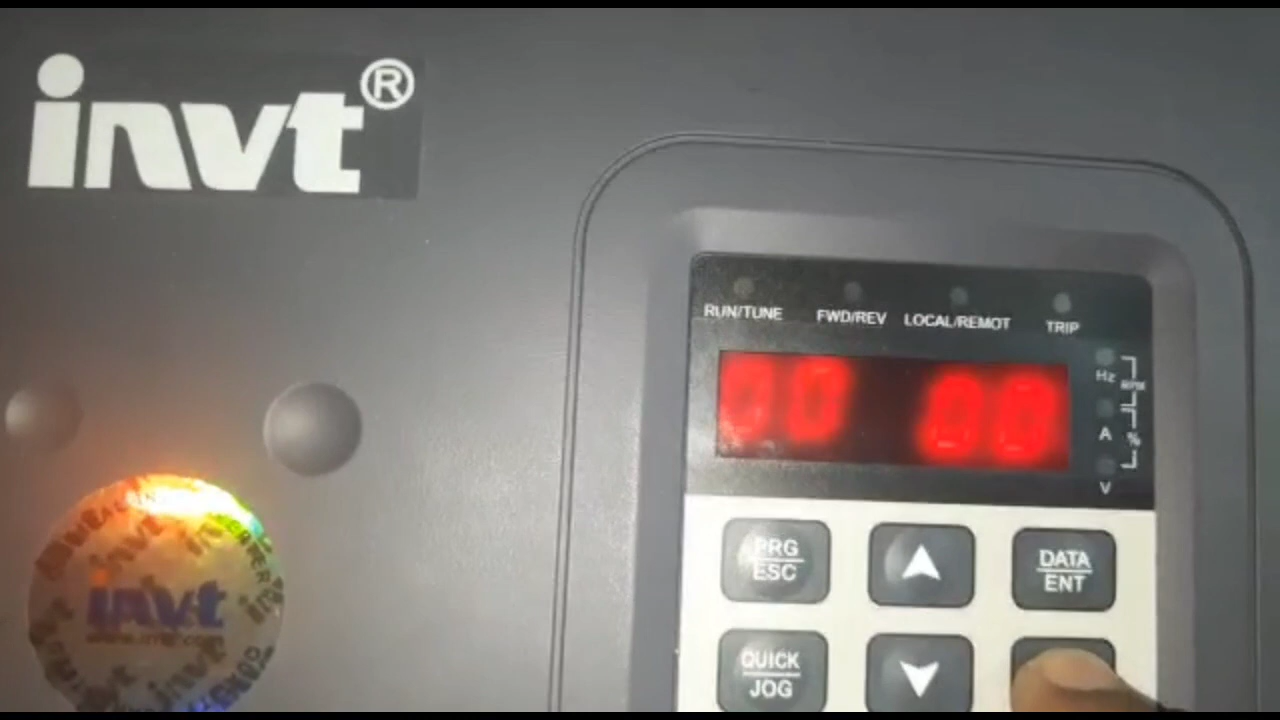 invt®
RUN/TUNE FWD/REV LOCAL/REMOT TRIP
00 00
Hz
RPM
A
%
V
PRG
ESC
DATA
ENT
QUICK
JOG
invt